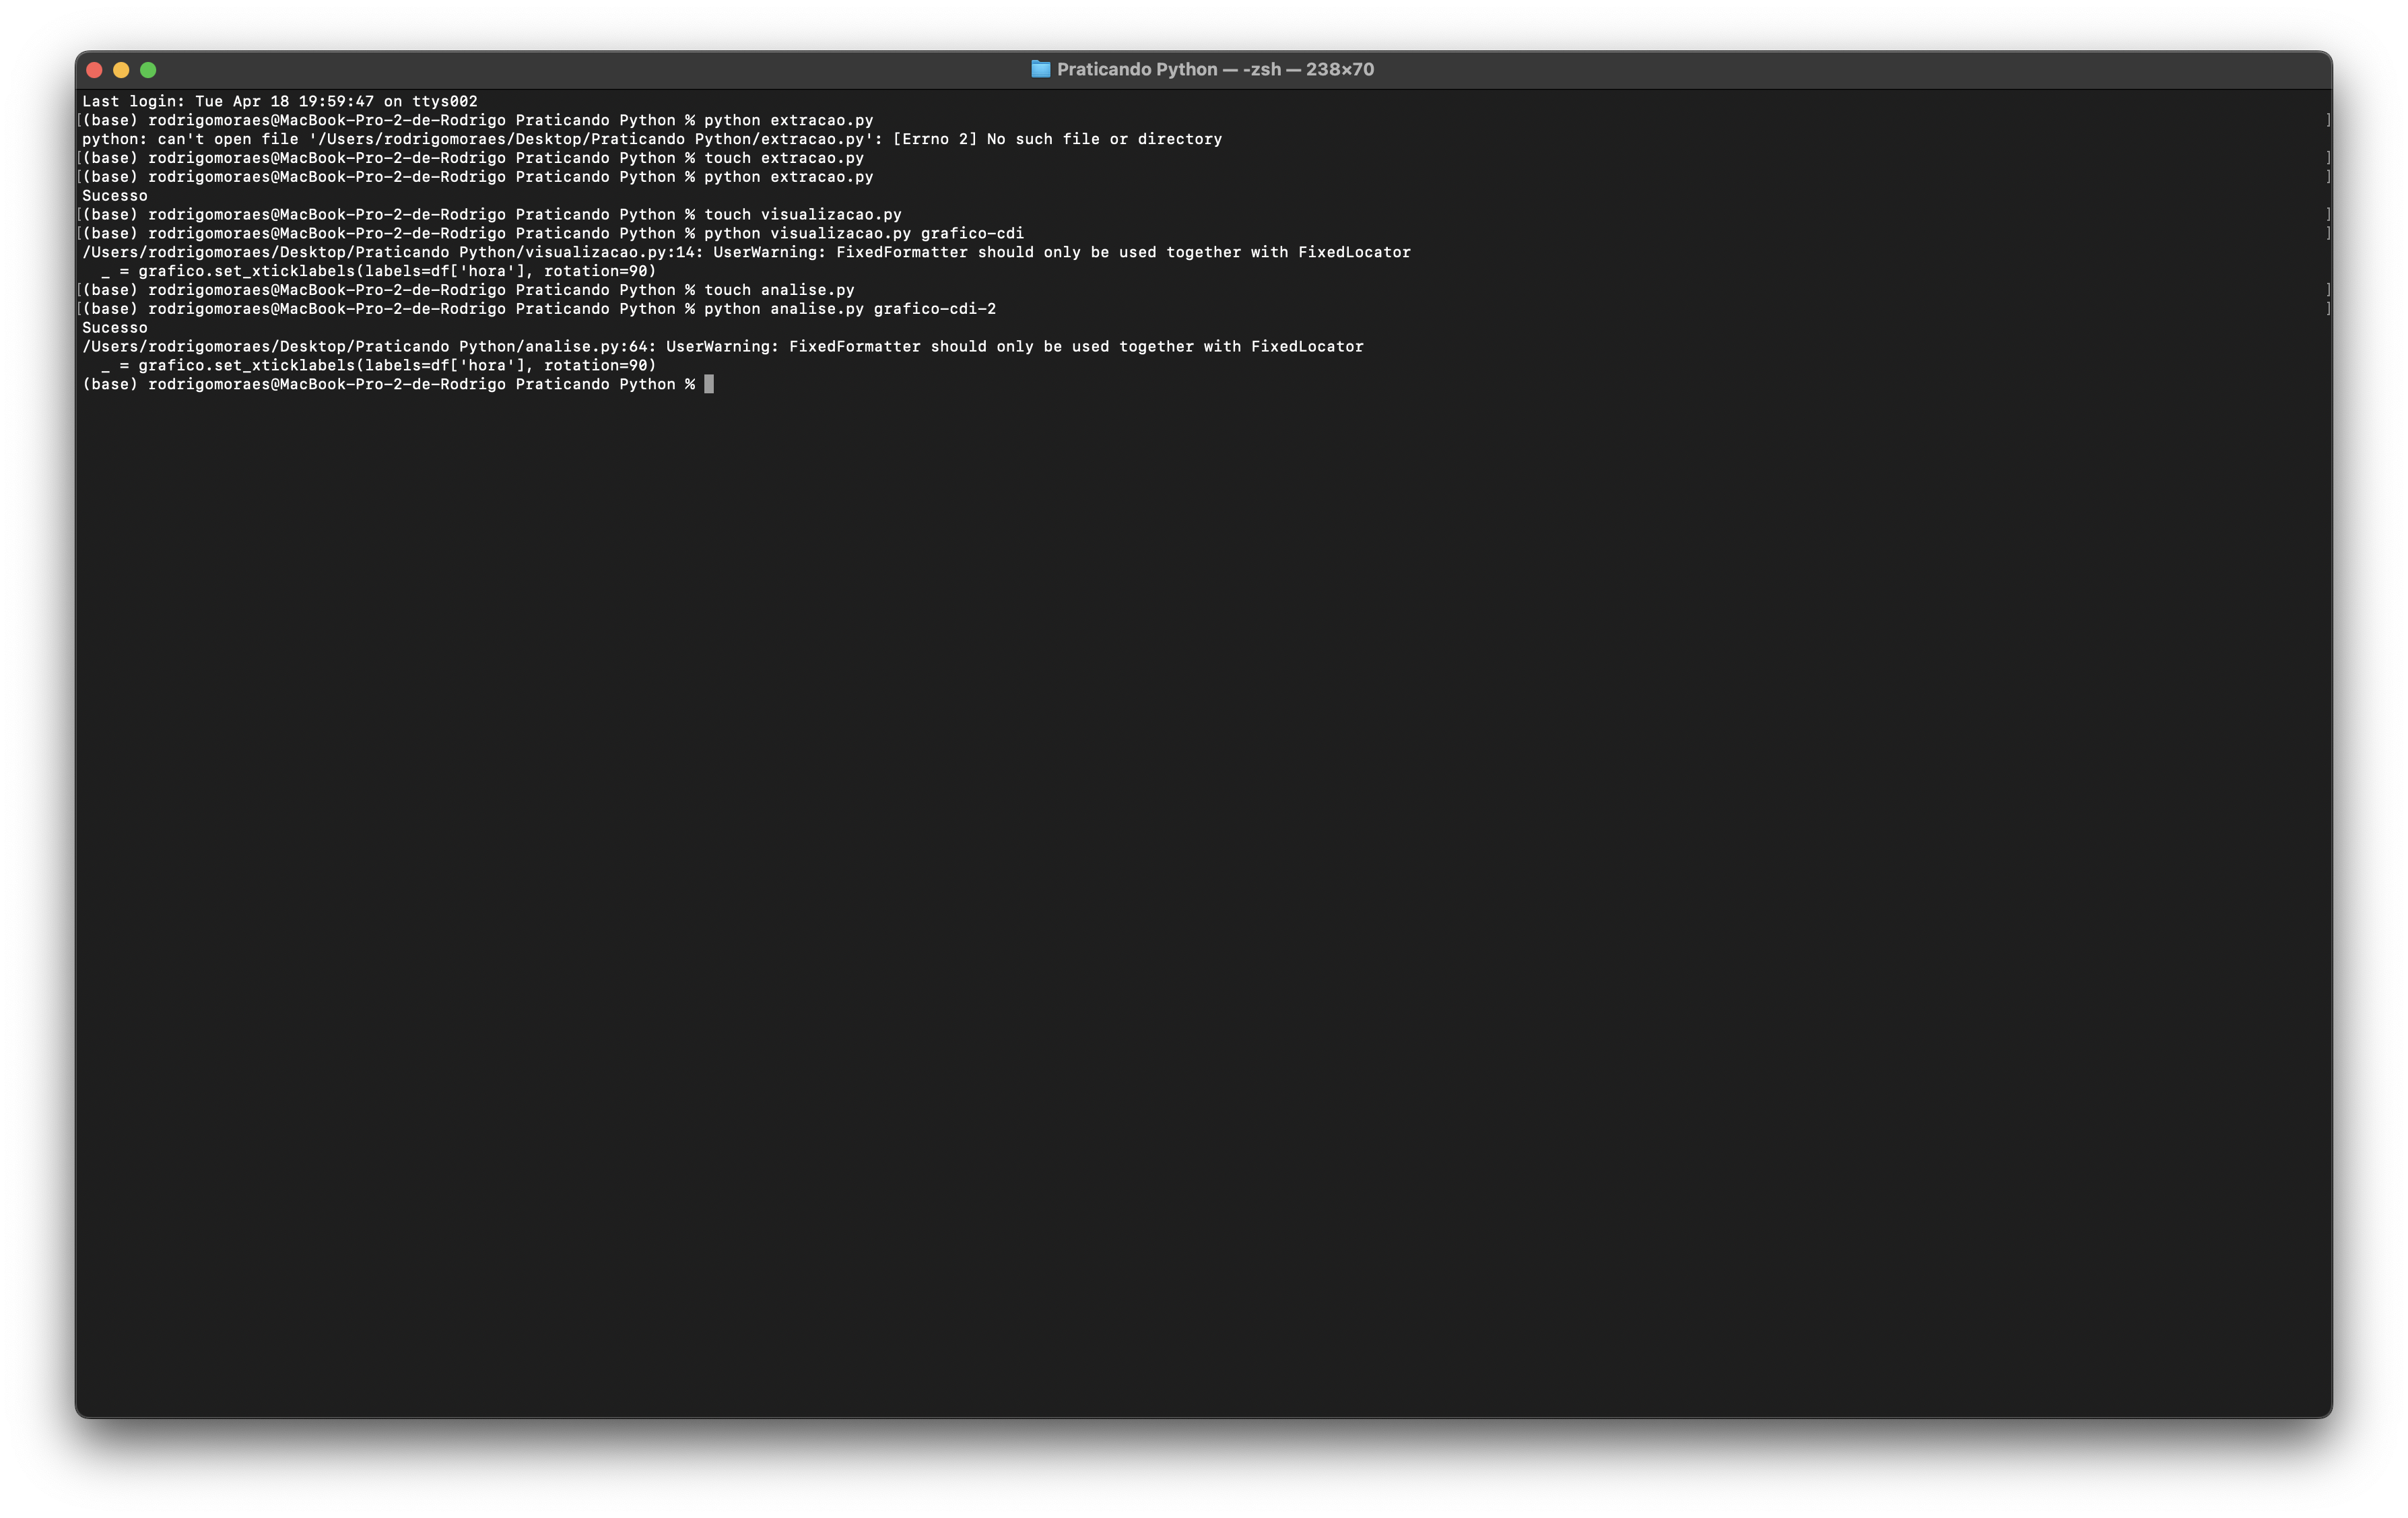 Praticando Python — -zsh — 238×70
Last login: Tue Apr 18 19:59:47 on ttys002
[(base) rodrigomoraes@MacBook-Pro-2-de-Rodrigo Praticando Python % python extracao.py ]
python: can't open file '/Users/rodrigomoraes/Desktop/Praticando Python/extracao.py': [Errno 2] No such file or directory
[(base) rodrigomoraes@MacBook-Pro-2-de-Rodrigo Praticando Python % touch extracao.py ]
[(base) rodrigomoraes@MacBook-Pro-2-de-Rodrigo Praticando Python % python extracao.py ]
Sucesso
[(base) rodrigomoraes@MacBook-Pro-2-de-Rodrigo Praticando Python % touch visualizacao.py ]
[(base) rodrigomoraes@MacBook-Pro-2-de-Rodrigo Praticando Python % python visualizacao.py grafico-cdi ]
/Users/rodrigomoraes/Desktop/Praticando Python/visualizacao.py:14: UserWarning: FixedFormatter should only be used together with FixedLocator
  _ = grafico.set_xticklabels(labels=df['hora'], rotation=90)
[(base) rodrigomoraes@MacBook-Pro-2-de-Rodrigo Praticando Python % touch analise.py ]
[(base) rodrigomoraes@MacBook-Pro-2-de-Rodrigo Praticando Python % python analise.py grafico-cdi-2 ]
Sucesso
/Users/rodrigomoraes/Desktop/Praticando Python/analise.py:64: UserWarning: FixedFormatter should only be used together with FixedLocator
  _ = grafico.set_xticklabels(labels=df['hora'], rotation=90)
(base) rodrigomoraes@MacBook-Pro-2-de-Rodrigo Praticando Python %